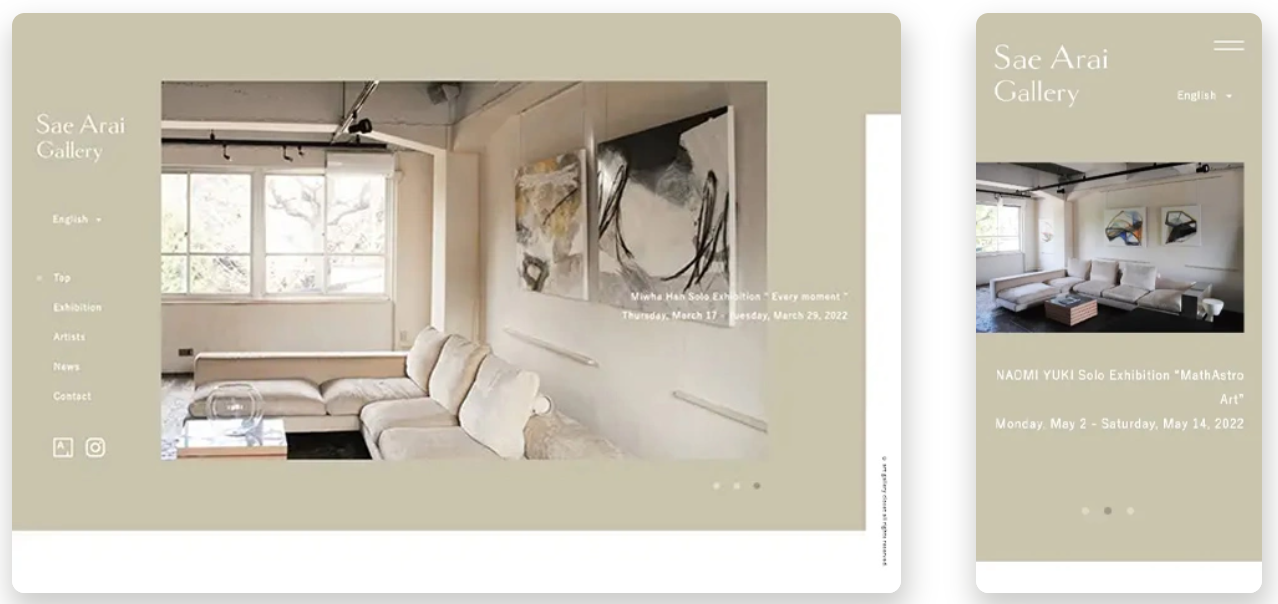 Sae Arai
Gallery
English
Top
Exhibition
Artists
News
Contact
Miwha Han Solo Exhibition " Every moment "
Thursday, March 17 - Tuesday, March 29, 2022
Sae Arai
Gallery
English
NAOMI YUKI Solo Exhibition "MathAstro
Art"
Monday, May 2 - Saturday, May 14, 2022